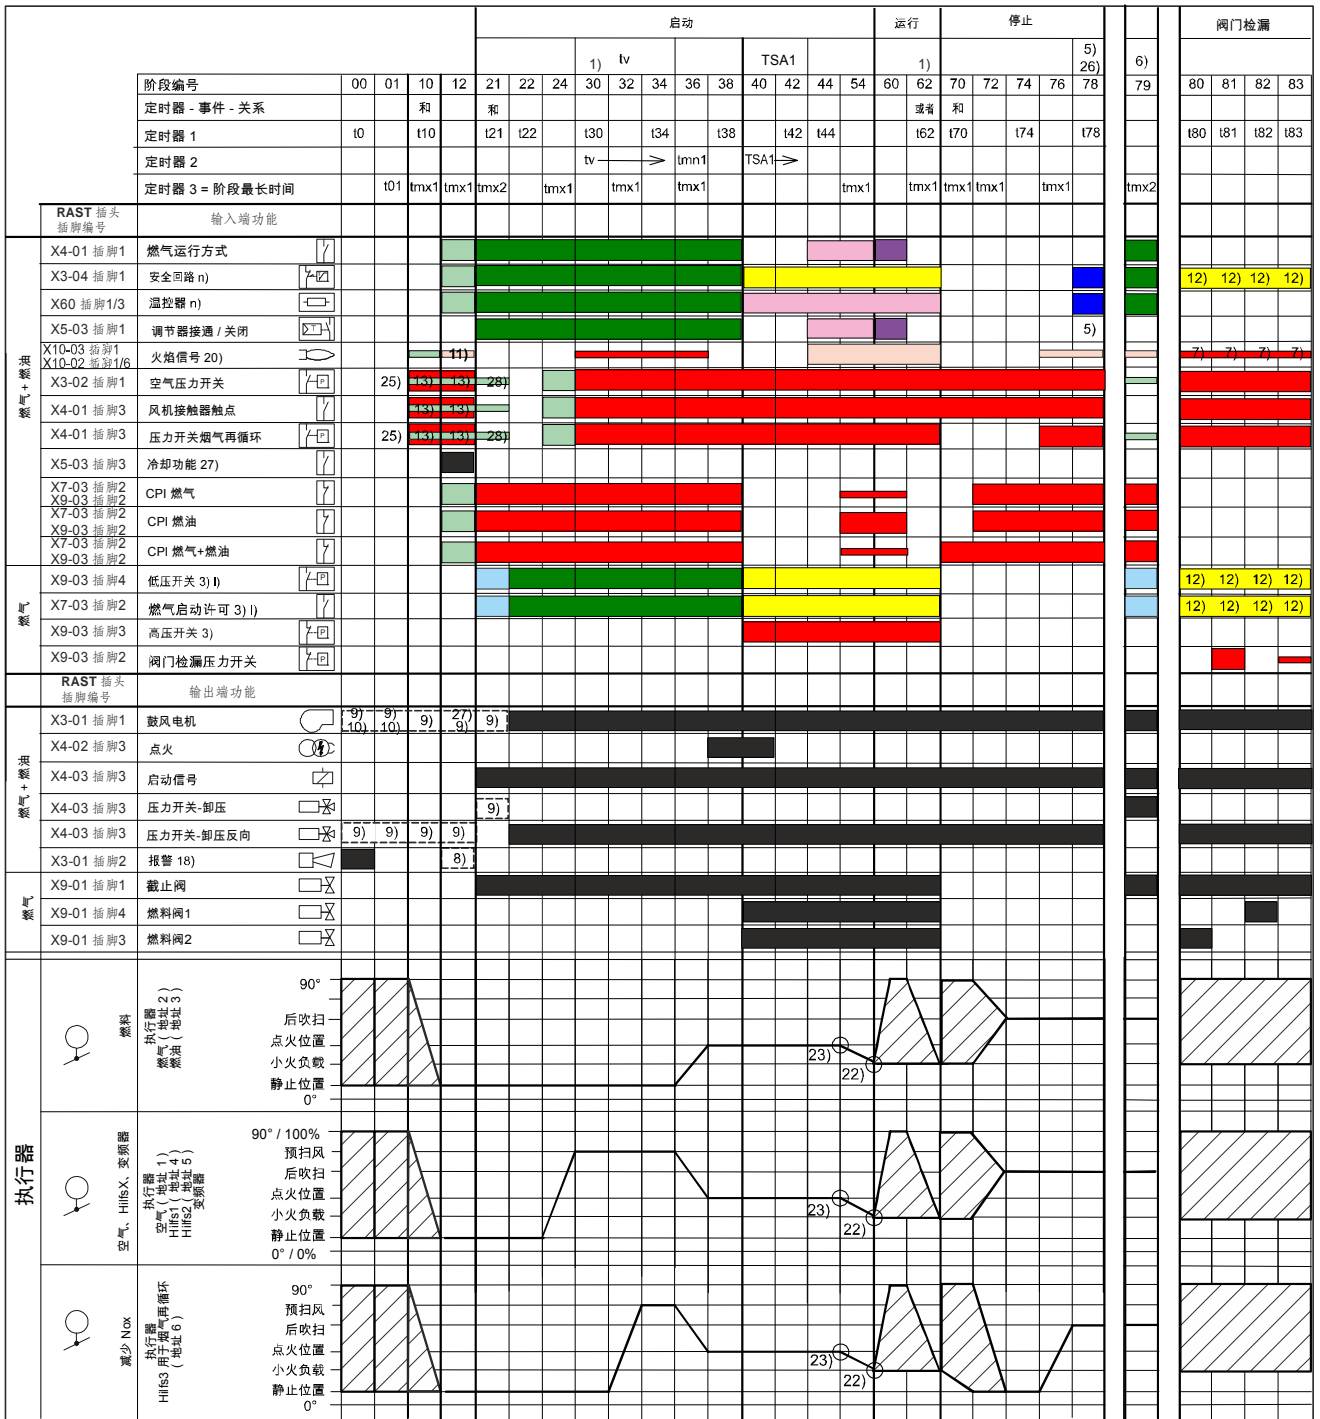 启动 运行 停止 阀门检漏
1) tv TSA1 1) 5) 26) 6)
阶段编号 00 01 10 12 21 22 24 30 32 34 36 38 40 42 44 54 60 62 70 72 74 76 78 79 80 81 82 83
定时器 - 事件 - 关系 和 和 或者 和
定时器 1 t0 t10 t21 t22 t30 t34 t38 t42 t44 t62 t70 t74 t78 t80 t81 t82 t83
定时器 2 tv tmn1 TSA1
定时器 3 = 阶段最长时间 t01 tmx1 tmx1 tmx2 tmx1 tmx1 tmx1 tmx1 tmx1 tmx1 tmx1 tmx1 tmx2
RAST 插头
插脚编号 输入端功能
燃气 + 燃油
X4-01 插脚1 燃气运行方式
X3-04 插脚1 安全回路 n) 12) 12) 12) 12)
X60 插脚1/3 温控器 n)
X5-03 插脚1 调节器接通 / 关闭 5)
X10-03 插脚1
X10-02 插脚1/6 火焰信号 20) 11) 7) 7) 7) 7)
X3-02 插脚1 空气压力开关 25) 13) 13) 28)
X4-01 插脚3 风机接触器触点 13) 13)
X4-01 插脚3 压力开关烟气再循环 25) 13) 13) 28)
X5-03 插脚3 冷却功能 27)
X7-03 插脚2
X9-03 插脚2 CPI 燃气
X7-03 插脚2
X9-03 插脚2 CPI 燃油
X7-03 插脚2
X9-03 插脚2 CPI 燃气+燃油
燃气
X9-03 插脚4 低压开关 3) l) 12) 12) 12) 12)
X7-03 插脚2 燃气启动许可 3) l) 12) 12) 12) 12)
X9-03 插脚3 高压开关 3)
X9-03 插脚2 阀门检漏压力开关
RAST 插头
插脚编号 输出端功能
燃气 + 燃油
X3-01 插脚1 鼓风电机 9) 10) 9) 10) 9) 27) 9) 9)
X4-02 插脚3 点火
X4-03 插脚3 启动信号
X4-03 插脚3 压力开关-卸压 9)
X4-03 插脚3 压力开关-卸压反向 9) 9) 9) 9)
X3-01 插脚2 报警 18) 8)
燃气
X9-01 插脚1 截止阀
X9-01 插脚4 燃料阀1
X9-01 插脚3 燃料阀2
执行器
燃料
执行器
燃气 ( 地址 2 )
燃油 ( 地址 3 )
90°
后吹扫
点火位置
小火负载
静止位置
0°
23)
22)
空气、HilfsX、变频器
执行器
空气 ( 地址 1 )
Hilfs1 ( 地址 4 )
Hilfs2 ( 地址 5 )
变频器
90° / 100%
预扫风
后吹扫
点火位置
小火负载
静止位置
0° / 0%
23)
22)
减少 Nox
执行器
Hilfs3 用于烟气再循环
( 地址 6 )
90°
预扫风
后吹扫
点火位置
小火负载
静止位置
0°
23)
22)